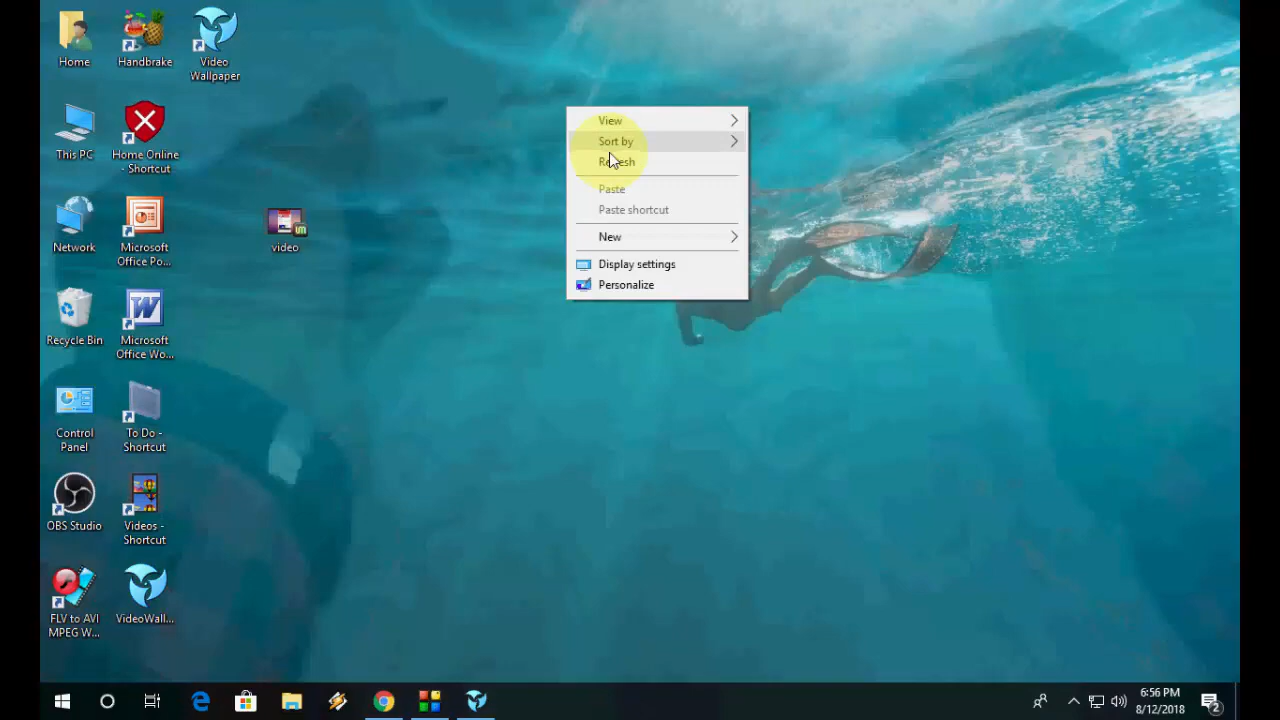 Home
Handbrake
Video
Wallpaper
This PC
Home Online
- Shortcut
Network
Microsoft
Office Po...
video
Recycle Bin
Microsoft
Office Wo...
Control
Panel
To Do -
Shortcut
OBS Studio
Videos -
Shortcut
FLV to AVI
MPEG W...
VideoWall...
View
Sort by
Refresh
Paste
Paste shortcut
New
Display settings
Personalize
6:56 PM
8/12/2018
2